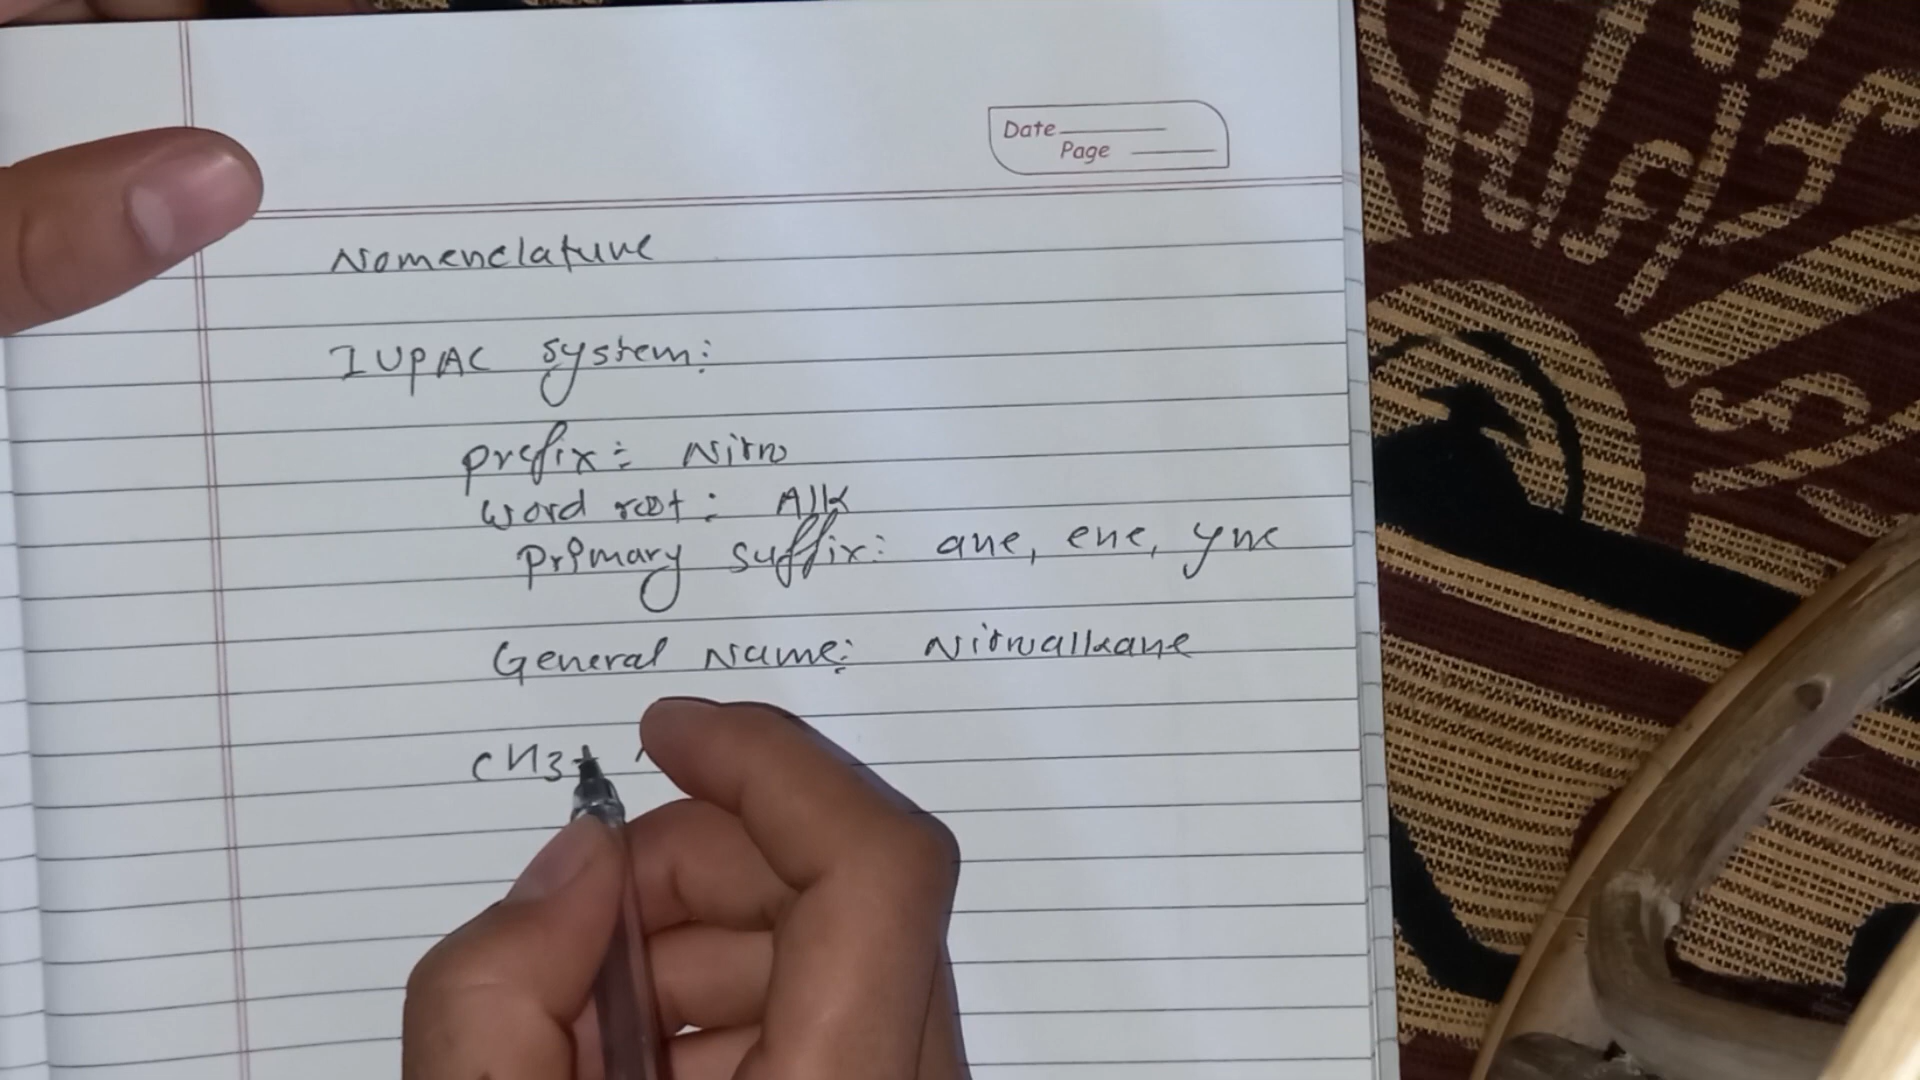 Date
Page
Nomenclature
IUPAC system:
prefix: Nitro
Word root: Alk
Primary suffix: ane, ene, yne
General Name: Nitroalkane
CH3